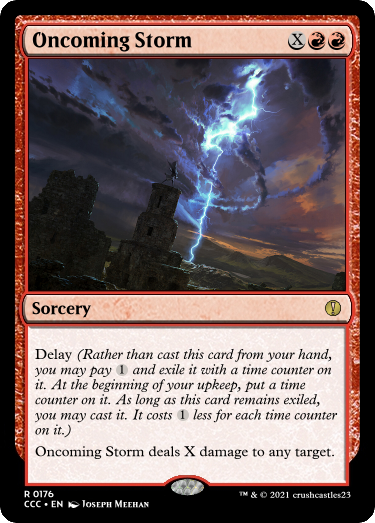 Oncoming Storm X R R
Sorcery
Delay (Rather than cast this card from your hand,
you may pay 1 and exile it with a time counter on
it. At the beginning of your upkeep, put a time
counter on it. As long as this card remains exiled,
you may cast it. It costs 1 less for each time counter
on it.)
Oncoming Storm deals X damage to any target.
R 0176
CCC • EN Joseph Meehan
™ & © 2021 crushcastles23